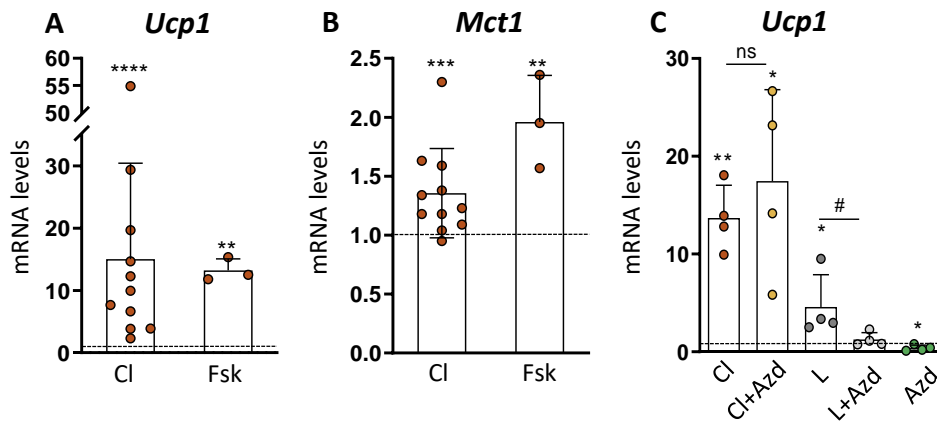 A Ucp1
mRNA levels
60
55
50
30
20
10
0
****
**
Cl Fsk
B Mct1
mRNA levels
2.5
2.0
1.5
1.0
0.5
0.0
***
**
Cl Fsk
C Ucp1
mRNA levels
30
20
10
0
ns
*
**
#
*
*
Cl Cl+Azd L L+Azd Azd